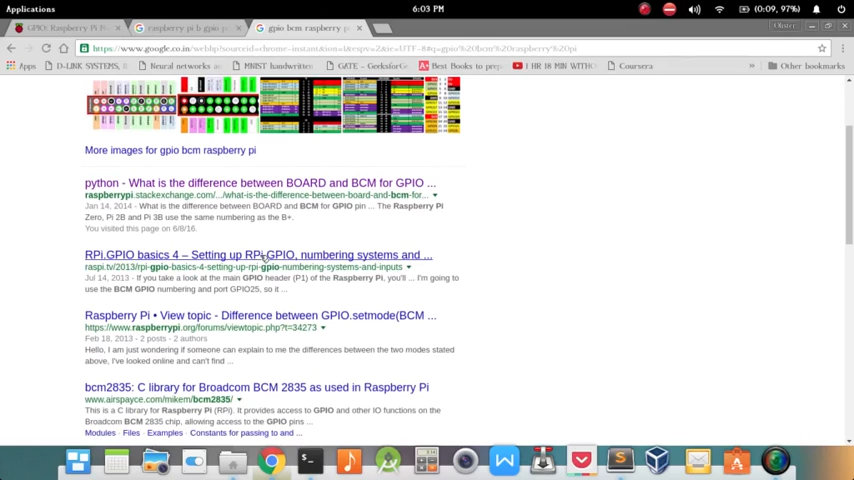 Applications
6:03 PM
(0:09, 97%)
GPIO: Raspberry Pi
raspberry pi b gpio
gpio bcm raspberry
https://www.google.co.in/webhp?sourceid=chrome-instant&ion=1&espv=2&ie=UTF-8#q=gpio%20bcm%20raspberry%20pi
Apps
D-LINK SYSTEMS,
Neural networks
MNIST handwritten
GATE - GeeksforG
Best Books to prep
1 HR 18 MIN WITHO
Coursera
»
Other bookmarks
More images for gpio bcm raspberry pi
python - What is the difference between BOARD and BCM for GPIO ...
raspberrypi.stackexchange.com/.../what-is-the-difference-between-board-and-bcm-for...
Jan 14, 2014 - What is the difference between BOARD and BCM for GPIO pin ... The Raspberry Pi
Zero, Pi 2B and Pi 3B use the same numbering as the B+.
You visited this page on 6/8/16.
RPi.GPIO basics 4 – Setting up RPi.GPIO, numbering systems and ...
raspi.tv/2013/rpi-gpio-basics-4-setting-up-rpi-gpio-numbering-systems-and-inputs
Jul 14, 2013 - If you take a look at the main GPIO header (P1) of the Raspberry Pi, you'll ... I'm going to
use the BCM GPIO numbering and port GPIO25, so it ...
Raspberry Pi • View topic - Difference between GPIO.setmode(BCM ...
https://www.raspberrypi.org/forums/viewtopic.php?t=34273
Feb 18, 2013 - 2 posts - 2 authors
Hello, I am just wondering if someone can explain to me the differences between the two modes stated
above, I've looked online and can't find ...
bcm2835: C library for Broadcom BCM 2835 as used in Raspberry Pi
www.airspayce.com/mikem/bcm2835/
This is a C library for Raspberry Pi (RPi). It provides access to GPIO and other IO functions on the
Broadcom BCM 2835 chip, allowing access to the GPIO pins ...
Modules · Files · Examples · Constants for passing to and ...